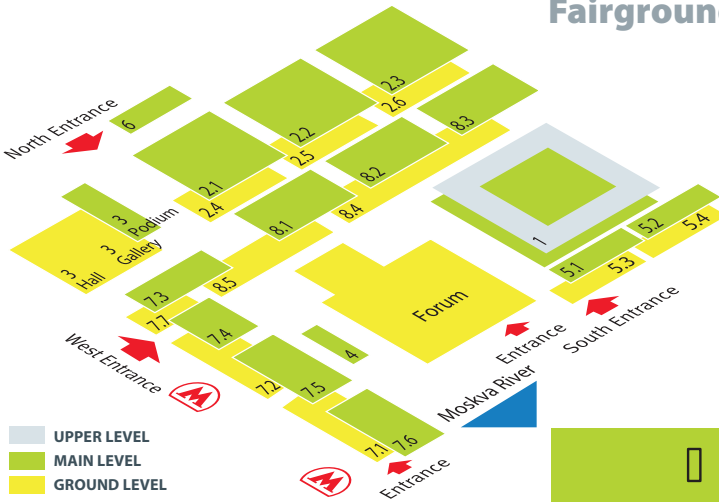 Fairground
2.3
2.6
8.3
6
North Entrance
2.2
2.5
8.2
2.1
2.4
8.4
8.1
3
Podium
3
Gallery
3
Hall
1
5.2
5.4
5.1
5.3
7.3
8.5
7.7
7.4
Forum
West Entrance
4
Entrance
South Entrance
M
7.2
7.5
Moskva River
7.1
7.6
M
Entrance
UPPER LEVEL
MAIN LEVEL
GROUND LEVEL